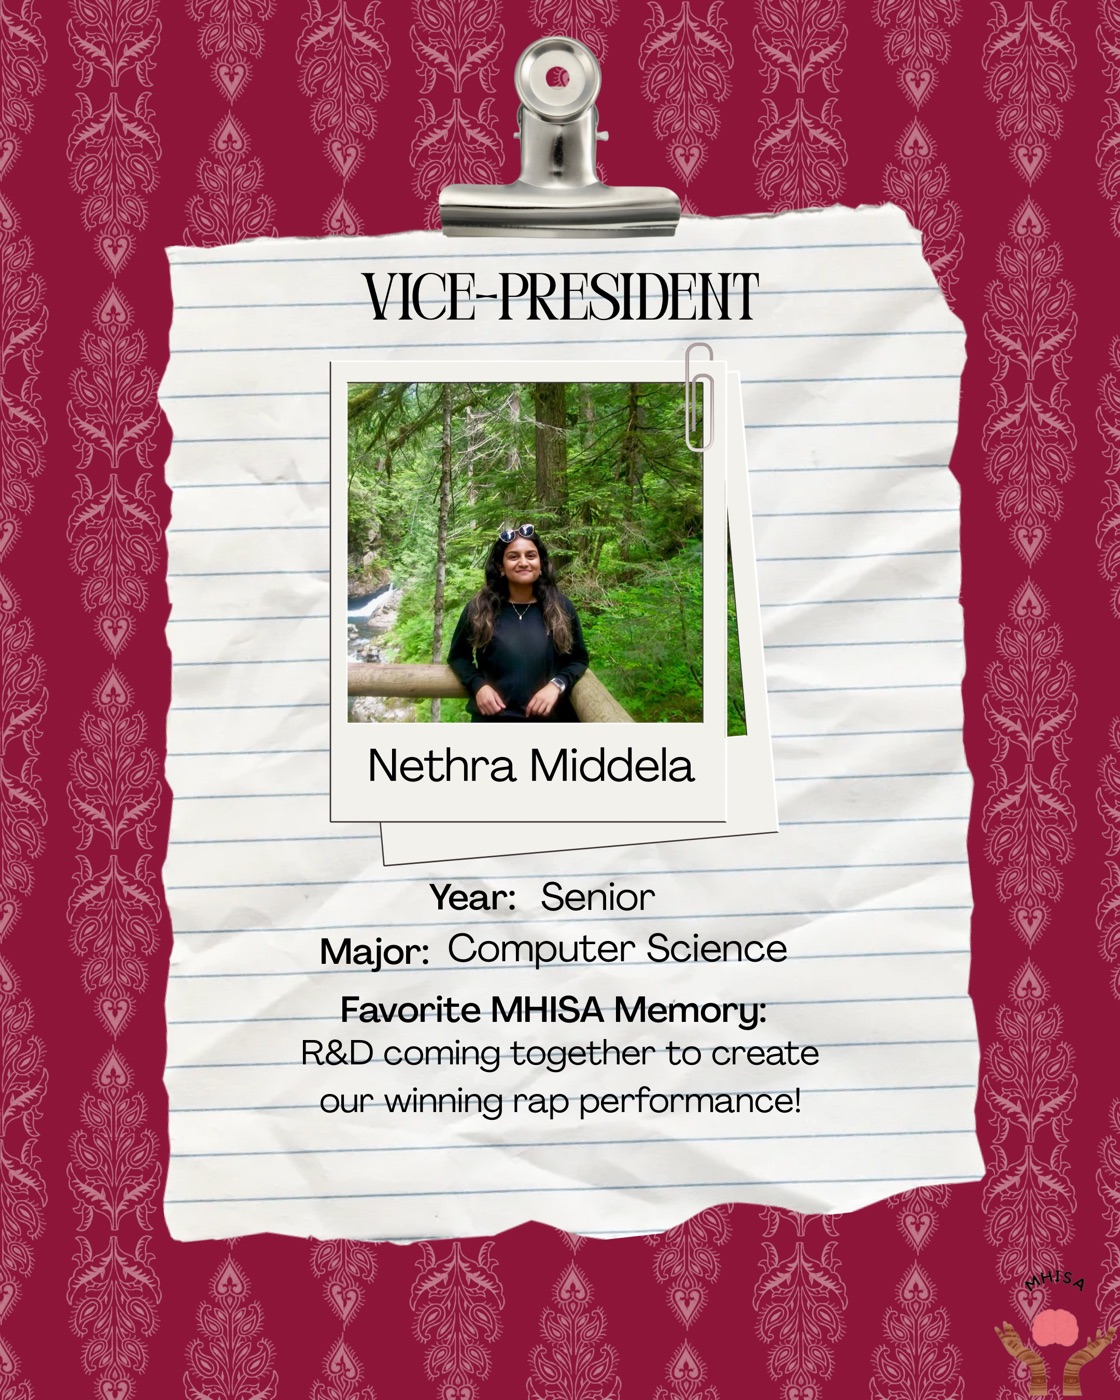 VICE-PRESIDENT
Nethra Middela
Year: Senior
Major: Computer Science
Favorite MHISA Memory:
R&D coming together to create
our winning rap performance!
MHISA